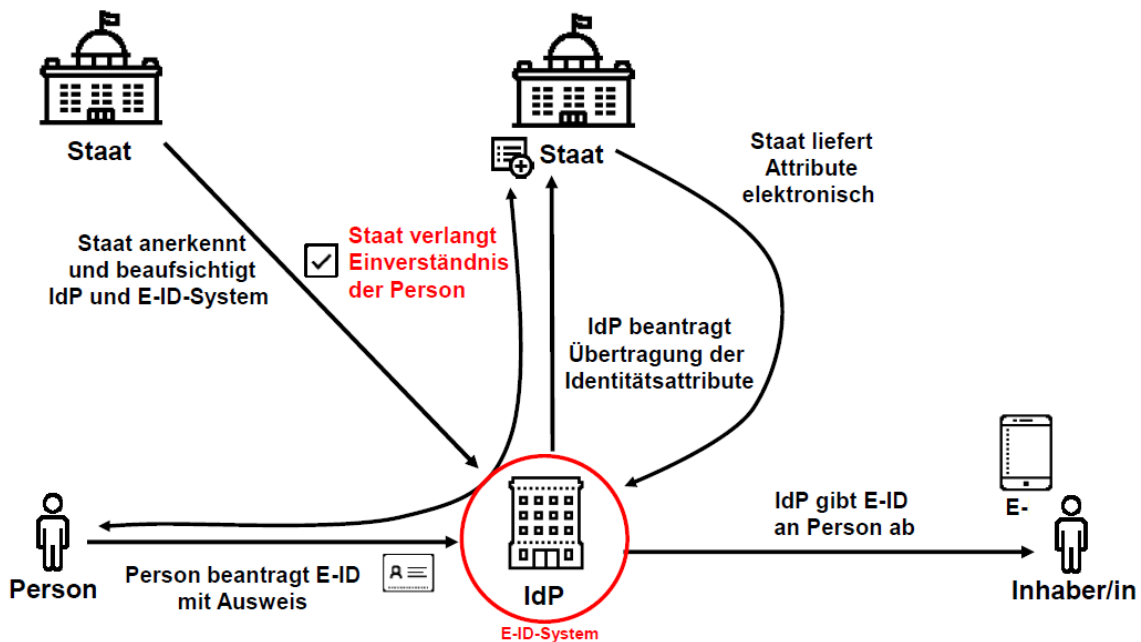 Staat
Staat
Staat liefert
Attribute
elektronisch
Staat anerkennt
und beaufsichtigt
IdP und E-ID-System
Staat verlangt
Einverständnis
der Person
IdP beantragt
Übertragung der
Identitätsattribute
Person
Person beantragt E-ID
mit Ausweis
IdP
E-ID-System
IdP gibt E-ID
an Person ab
E-
Inhaber/in